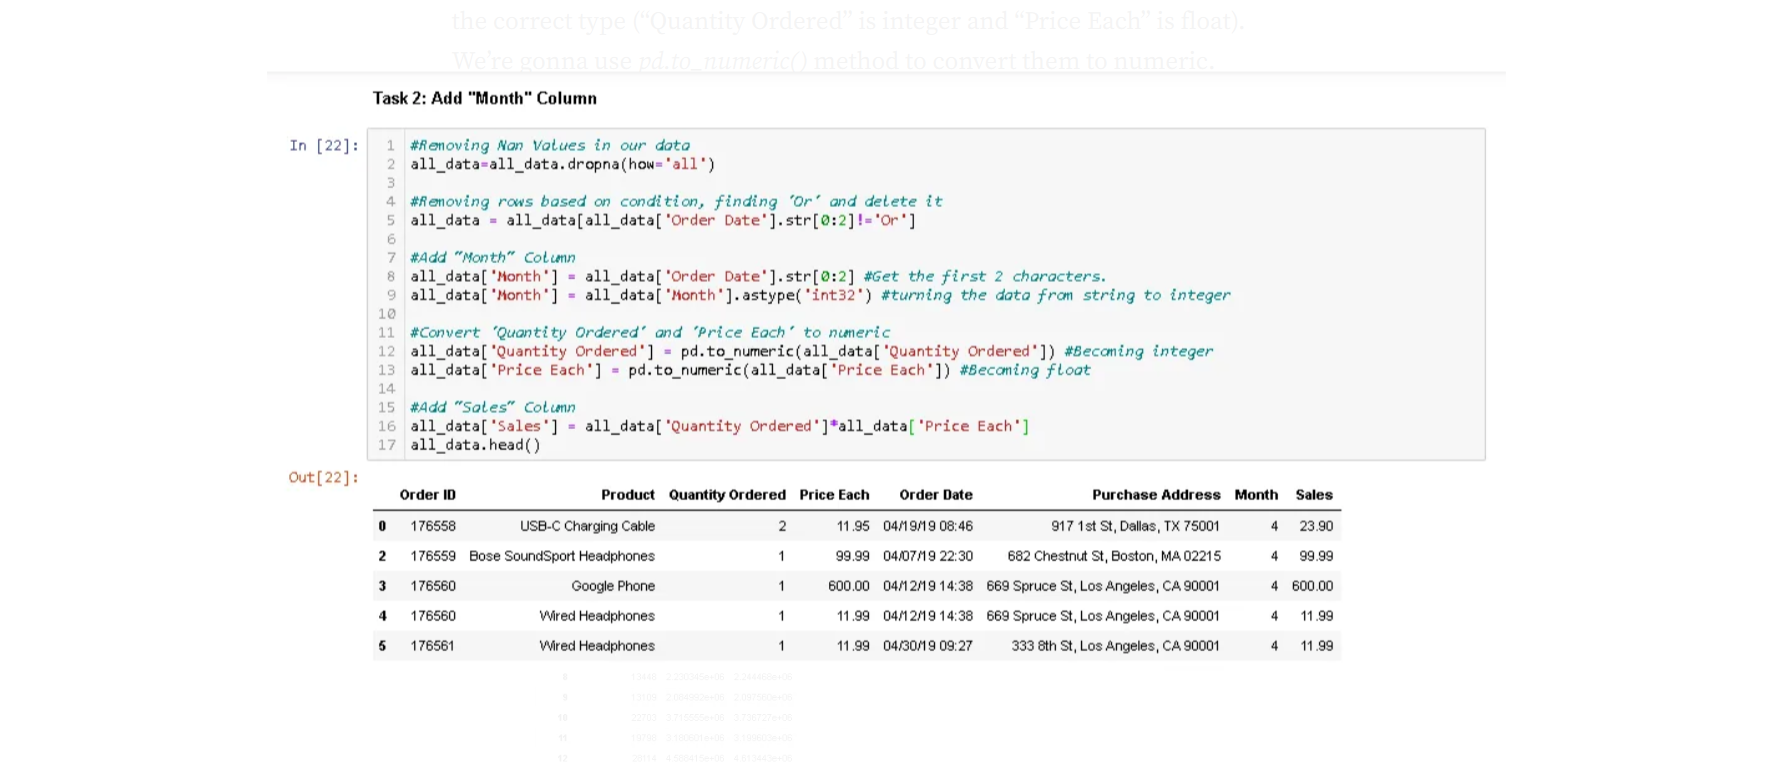 the correct type (“Quantity Ordered” is integer and “Price Each” is float).
We’re gonna use pd.to_numeric() method to convert them to numeric.
Task 2: Add "Month" Column
In [22]:
1 #Removing Nan Values in our data
2 all_data=all_data.dropna(how='all')
3
4 #Removing rows based on condition, finding 'Or' and delete it
5 all_data = all_data[all_data['Order Date'].str[0:2]!='Or']
6
7 #Add "Month" Column
8 all_data['Month'] = all_data['Order Date'].str[0:2] #Get the first 2 characters.
9 all_data['Month'] = all_data['Month'].astype('int32') #turning the data from string to integer
10
11 #Convert 'Quantity Ordered' and 'Price Each' to numeric
12 all_data['Quantity Ordered'] = pd.to_numeric(all_data['Quantity Ordered']) #Becoming integer
13 all_data['Price Each'] = pd.to_numeric(all_data['Price Each']) #Becoming float
14
15 #Add "Sales" Column
16 all_data['Sales'] = all_data['Quantity Ordered']*all_data['Price Each']
17 all_data.head()
Out[22]:
Order ID Product Quantity Ordered Price Each Order Date Purchase Address Month Sales
0 176558 USB-C Charging Cable 2 11.95 04/19/19 08:46 917 1st St, Dallas, TX 75001 4 23.90
2 176559 Bose SoundSport Headphones 1 99.99 04/07/19 22:30 682 Chestnut St, Boston, MA 02215 4 99.99
3 176560 Google Phone 1 600.00 04/12/19 14:38 669 Spruce St, Los Angeles, CA 90001 4 600.00
4 176560 Wired Headphones 1 11.99 04/12/19 14:38 669 Spruce St, Los Angeles, CA 90001 4 11.99
5 176561 Wired Headphones 1 11.99 04/30/19 09:27 333 8th St, Los Angeles, CA 90001 4 11.99
9
10
11
12